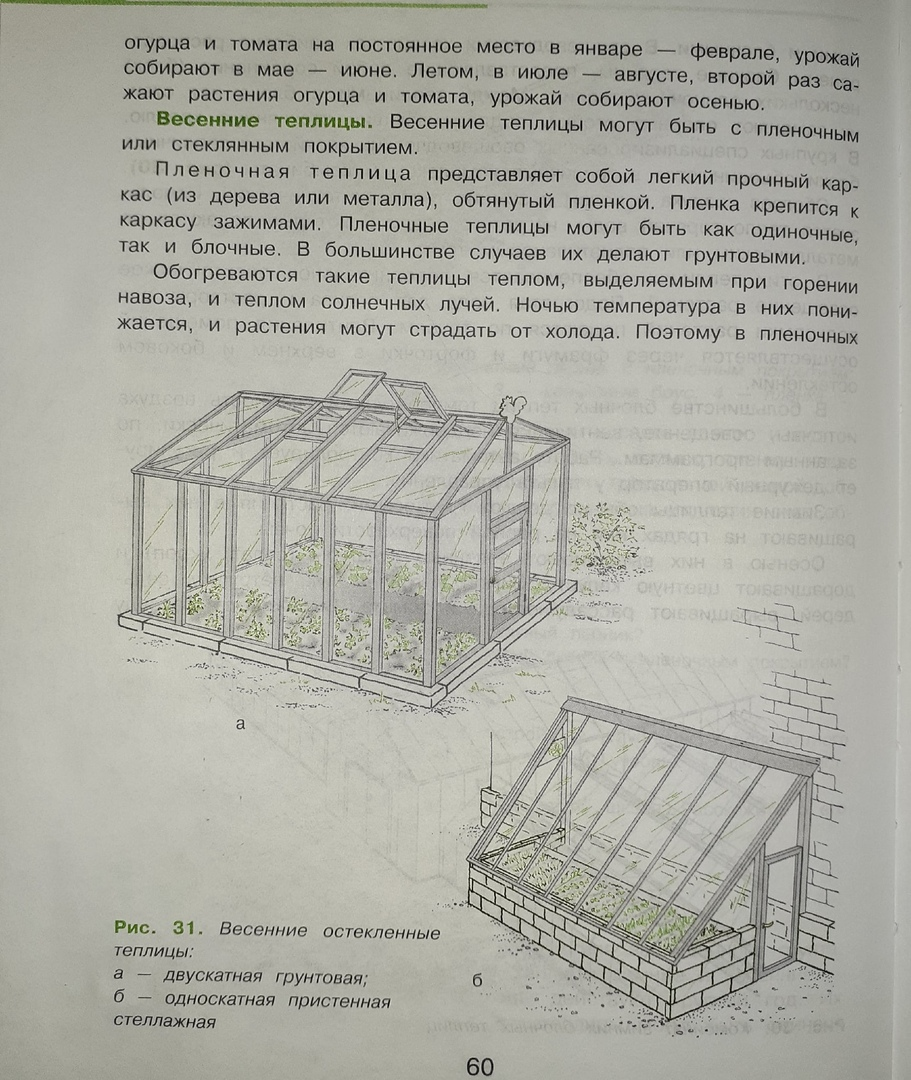 огурца и томата на постоянное место в январе — феврале, урожай
собирают в мае — июне. Летом, в июле — августе, второй раз са-
жают растения огурца и томата, урожай собирают осенью.
Весенние теплицы. Весенние теплицы могут быть с пленочным
или стеклянным покрытием.
Пленочная теплица представляет собой легкий прочный кар-
кас (из дерева или металла), обтянутый пленкой. Пленка крепится к
каркасу зажимами. Пленочные теплицы могут быть как одиночные,
так и блочные. В большинстве случаев их делают грунтовыми.
Обогреваются такие теплицы теплом, выделяемым при горении
навоза, и теплом солнечных лучей. Ночью температура в них пони-
жается, и растения могут страдать от холода. Поэтому в пленочных
а
б
Рис. 31. Весенние остекленные
теплицы:
а — двускатная грунтовая;
б — односкатная пристенная
стеллажная
60